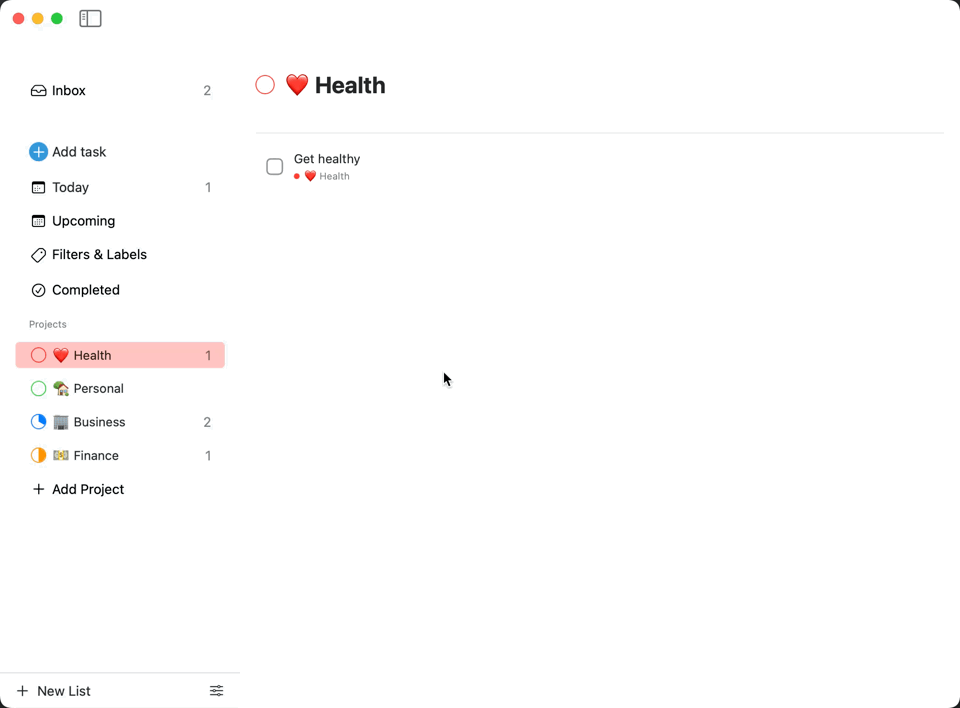 Inbox 2
Add task
Today 1
Upcoming
Filters & Labels
Completed
Projects
❤️ Health 1
🏡 Personal
🏢 Business 2
💵 Finance 1
Add Project
New List
❤️ Health
Get healthy
❤️ Health